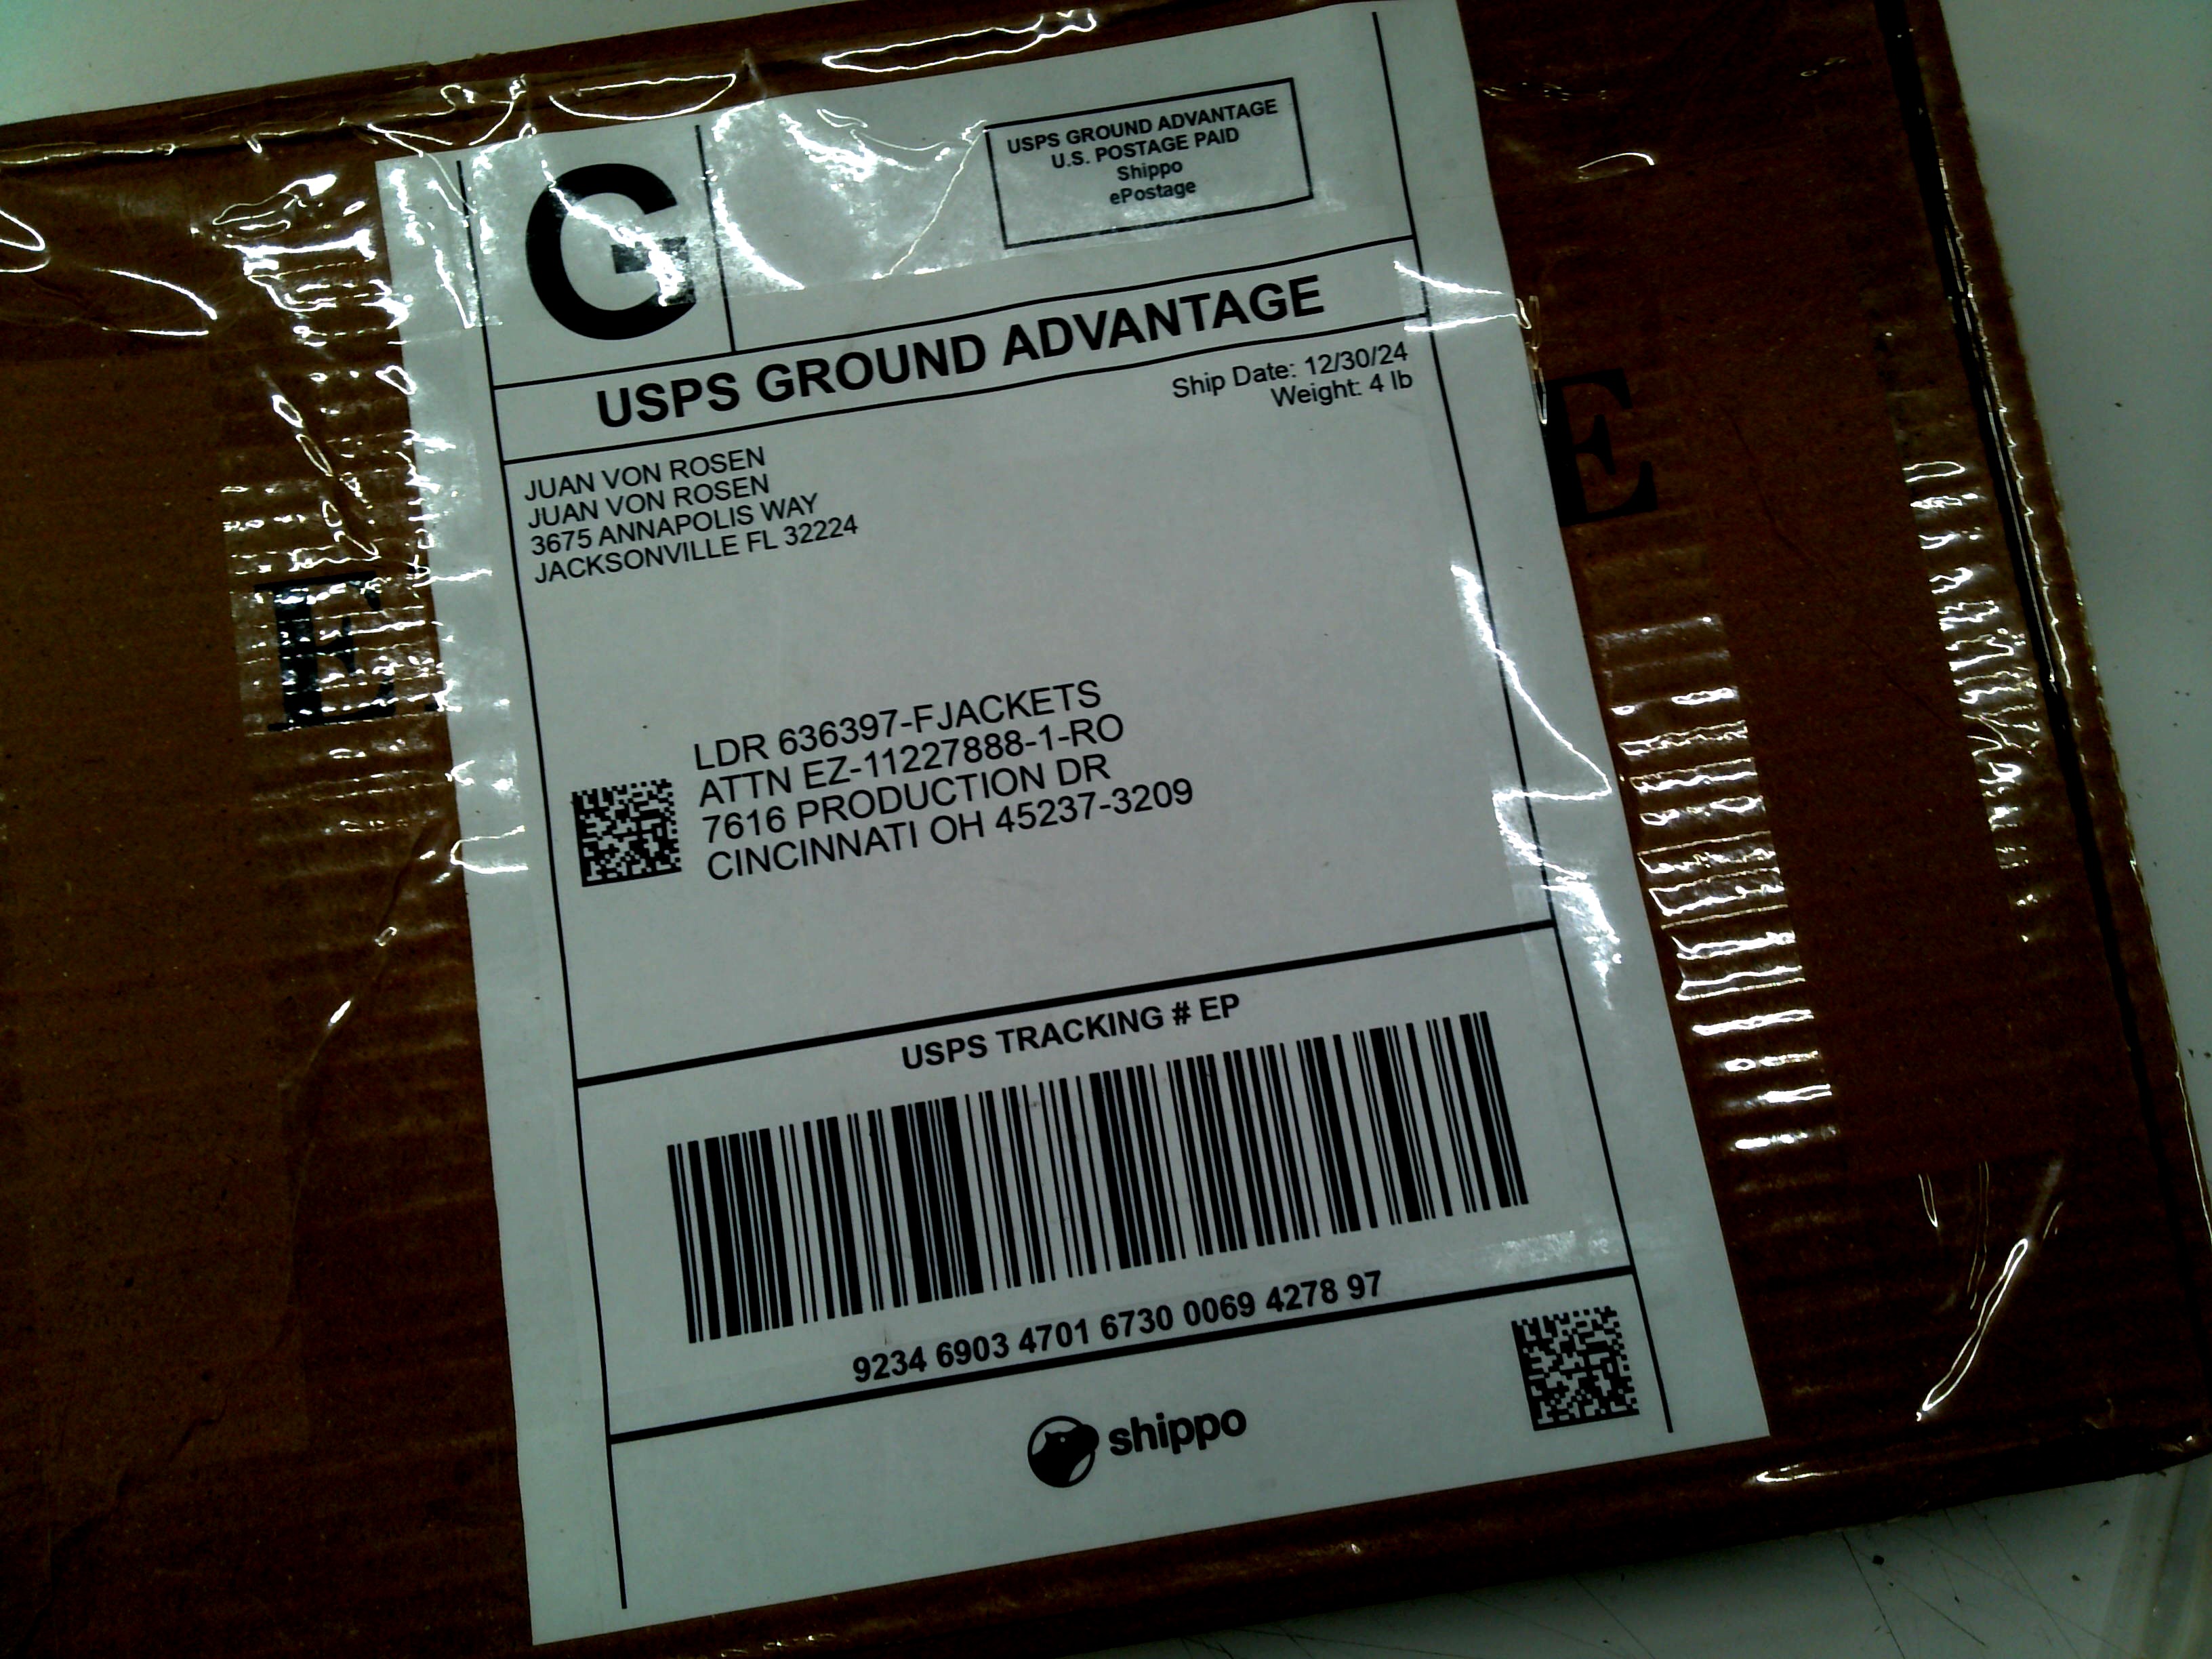 G
USPS GROUND ADVANTAGE
U.S. POSTAGE PAID
Shippo
ePostage
USPS GROUND ADVANTAGE
Ship Date: 12/30/24
Weight: 4 lb
JUAN VON ROSEN
JUAN VON ROSEN
3675 ANNAPOLIS WAY
JACKSONVILLE FL 32224
LDR 636397-FJACKETS
ATTN EZ-11227888-1-RO
7616 PRODUCTION DR
CINCINNATI OH 45237-3209
USPS TRACKING # EP
9234 6903 4701 6730 0069 4278 97
shippo